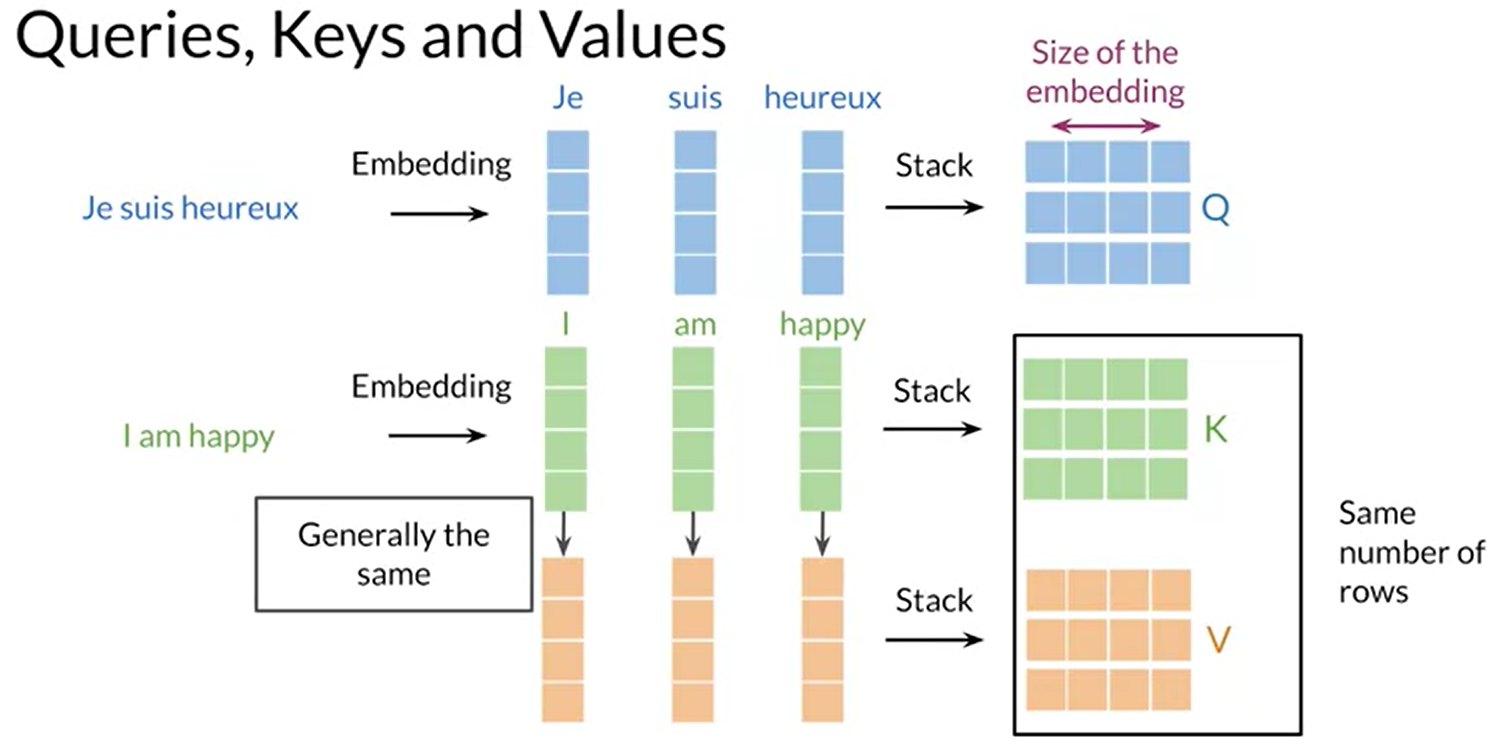 Queries, Keys and Values
Size of the
embedding
Je suis heureux
Embedding
Stack
Je suis heureux
Q
I am happy
Embedding
Stack
I am happy
K
Generally the
same
Same
number of
rows
Stack
V